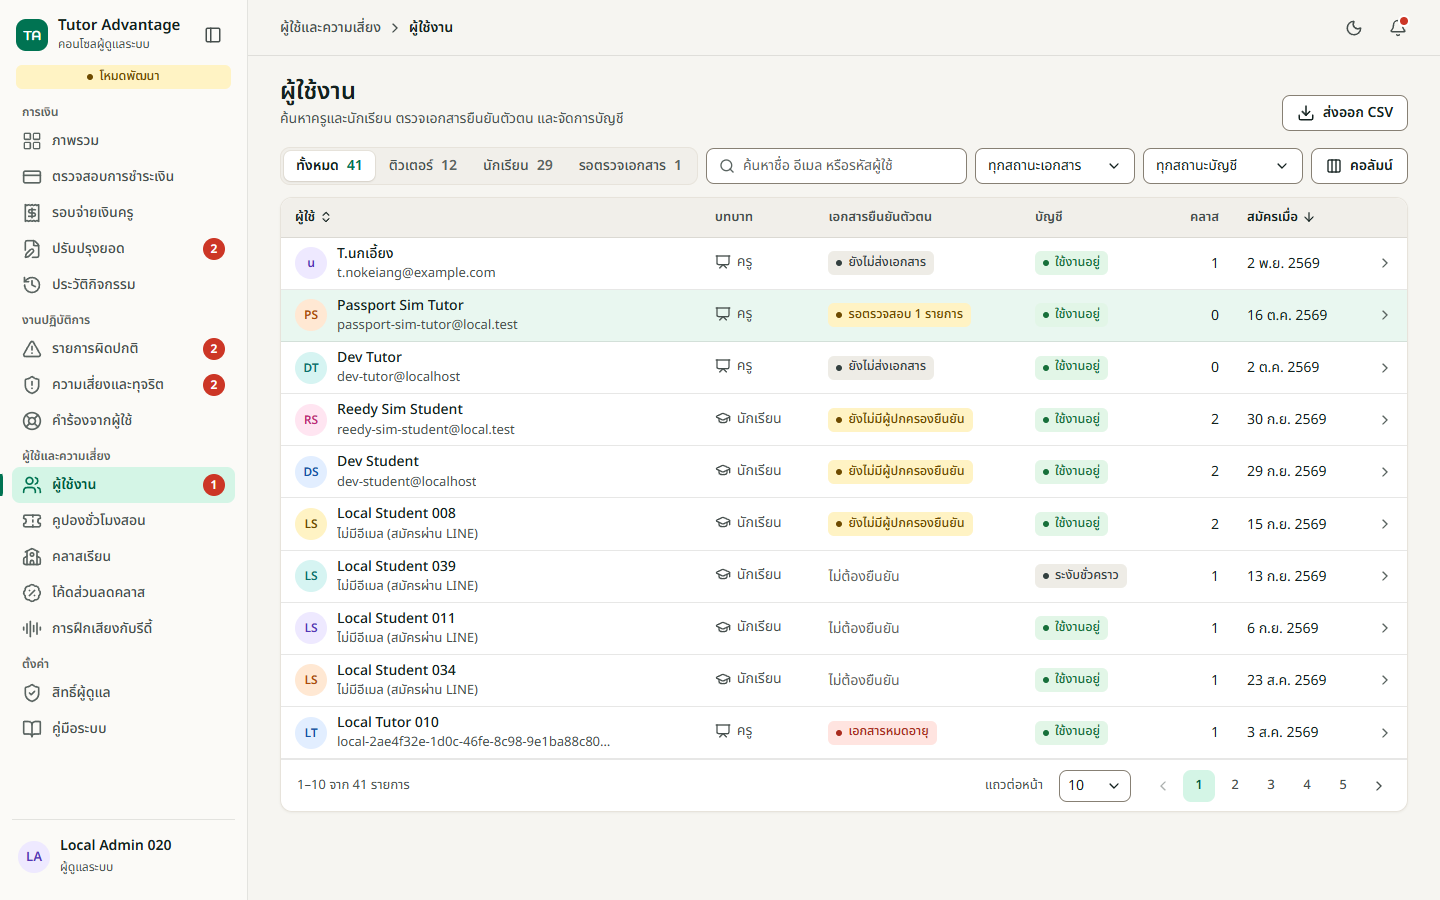 TA
Tutor Advantage
คอนโซลผู้ดูแลระบบ
โหมดพัฒนา
การเงิน
ภาพรวม
ตรวจสอบการชำระเงิน
รอบจ่ายเงินครู
ปรับปรุงยอด 2
ประวัติกิจกรรม
งานปฏิบัติการ
รายการผิดปกติ 2
ความเสี่ยงและทุจริต 2
คำร้องจากผู้ใช้
ผู้ใช้และความเสี่ยง
ผู้ใช้งาน 1
คูปองชั่วโมงสอน
คลาสเรียน
โค้ดส่วนลดคลาส
การฝึกเสียงกับรีดี้
ตั้งค่า
สิทธิ์ผู้ดูแล
คู่มือระบบ
LA
Local Admin 020
ผู้ดูแลระบบ
ผู้ใช้และความเสี่ยง > ผู้ใช้งาน
ผู้ใช้งาน
ค้นหาครูและนักเรียน ตรวจเอกสารยืนยันตัวตน และจัดการบัญชี
ส่งออก CSV
ทั้งหมด 41 ติวเตอร์ 12 นักเรียน 29 รอตรวจเอกสาร 1 ค้นหาชื่อ อีเมล หรือรหัสผู้ใช้ ทุกสถานะเอกสาร ทุกสถานะบัญชี คอลัมน์
ผู้ใช้ บทบาท เอกสารยืนยันตัวตน บัญชี คลาส สมัครเมื่อ
u T.นกเอี้ยง ครู ยังไม่ส่งเอกสาร ใช้งานอยู่ 1 2 พ.ย. 2569
t.nokeiang@example.com
PS Passport Sim Tutor ครู รอตรวจสอบ 1 รายการ ใช้งานอยู่ 0 16 ต.ค. 2569
passport-sim-tutor@local.test
DT Dev Tutor ครู ยังไม่ส่งเอกสาร ใช้งานอยู่ 0 2 ต.ค. 2569
dev-tutor@localhost
RS Reedy Sim Student นักเรียน ยังไม่มีผู้ปกครองยืนยัน ใช้งานอยู่ 2 30 ก.ย. 2569
reedy-sim-student@local.test
DS Dev Student นักเรียน ยังไม่มีผู้ปกครองยืนยัน ใช้งานอยู่ 2 29 ก.ย. 2569
dev-student@localhost
LS Local Student 008 นักเรียน ยังไม่มีผู้ปกครองยืนยัน ใช้งานอยู่ 2 15 ก.ย. 2569
ไม่มีอีเมล (สมัครผ่าน LINE)
LS Local Student 039 นักเรียน ไม่ต้องยืนยัน ระงับชั่วคราว 1 13 ก.ย. 2569
ไม่มีอีเมล (สมัครผ่าน LINE)
LS Local Student 011 นักเรียน ไม่ต้องยืนยัน ใช้งานอยู่ 1 6 ก.ย. 2569
ไม่มีอีเมล (สมัครผ่าน LINE)
LS Local Student 034 นักเรียน ไม่ต้องยืนยัน ใช้งานอยู่ 1 23 ส.ค. 2569
ไม่มีอีเมล (สมัครผ่าน LINE)
LT Local Tutor 010 ครู เอกสารหมดอายุ ใช้งานอยู่ 1 3 ส.ค. 2569
local-2ae4f32e-1d0c-46fe-8c98-9e1ba88c80...
1–10 จาก 41 รายการ แถวต่อหน้า 10 1 2 3 4 5